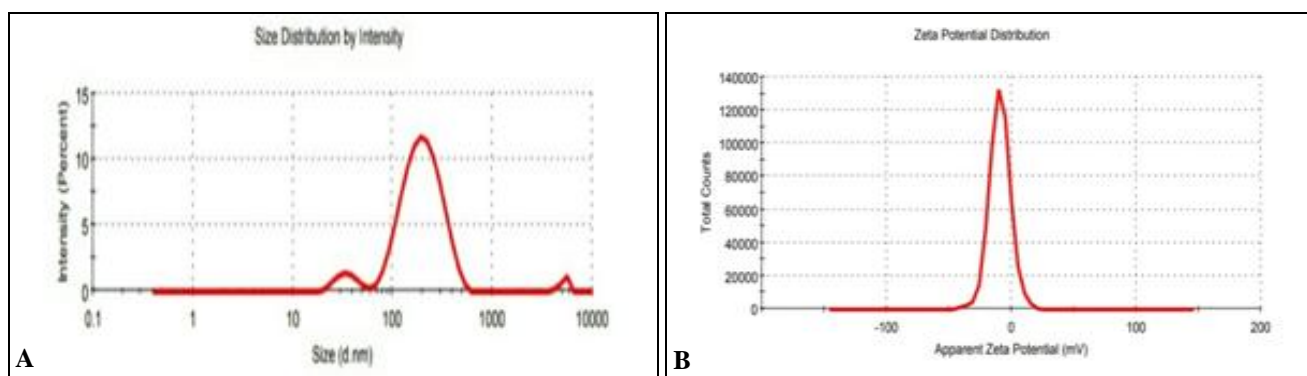 Size Distribution by Intensity
Intensity (Percent)
15
10
5
0
0.1 1 10 100 1000 10000
Size (d.nm)
A
Zeta Potential Distribution
Total Counts
140000
120000
100000
80000
60000
40000
20000
0
-100 0 100 200
Apparent Zeta Potential (mV)
B